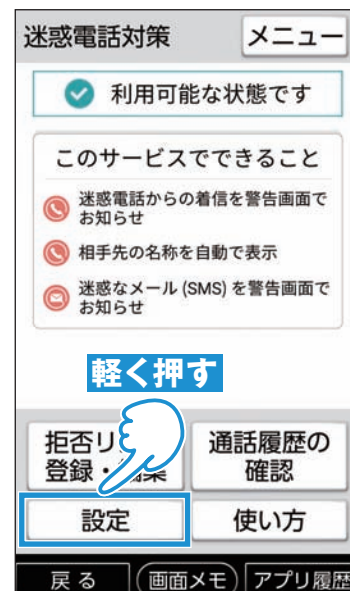 迷惑電話対策
メニュー
利用可能な状態です
このサービスでできること
迷惑電話からの着信を警告画面で
お知らせ
相手先の名称を自動で表示
迷惑なメール (SMS) を警告画面で
お知らせ
軽く押す
拒否リ
登録・編集
通話履歴の
確認
設定
使い方
戻る
画面メモ
アプリ履歴